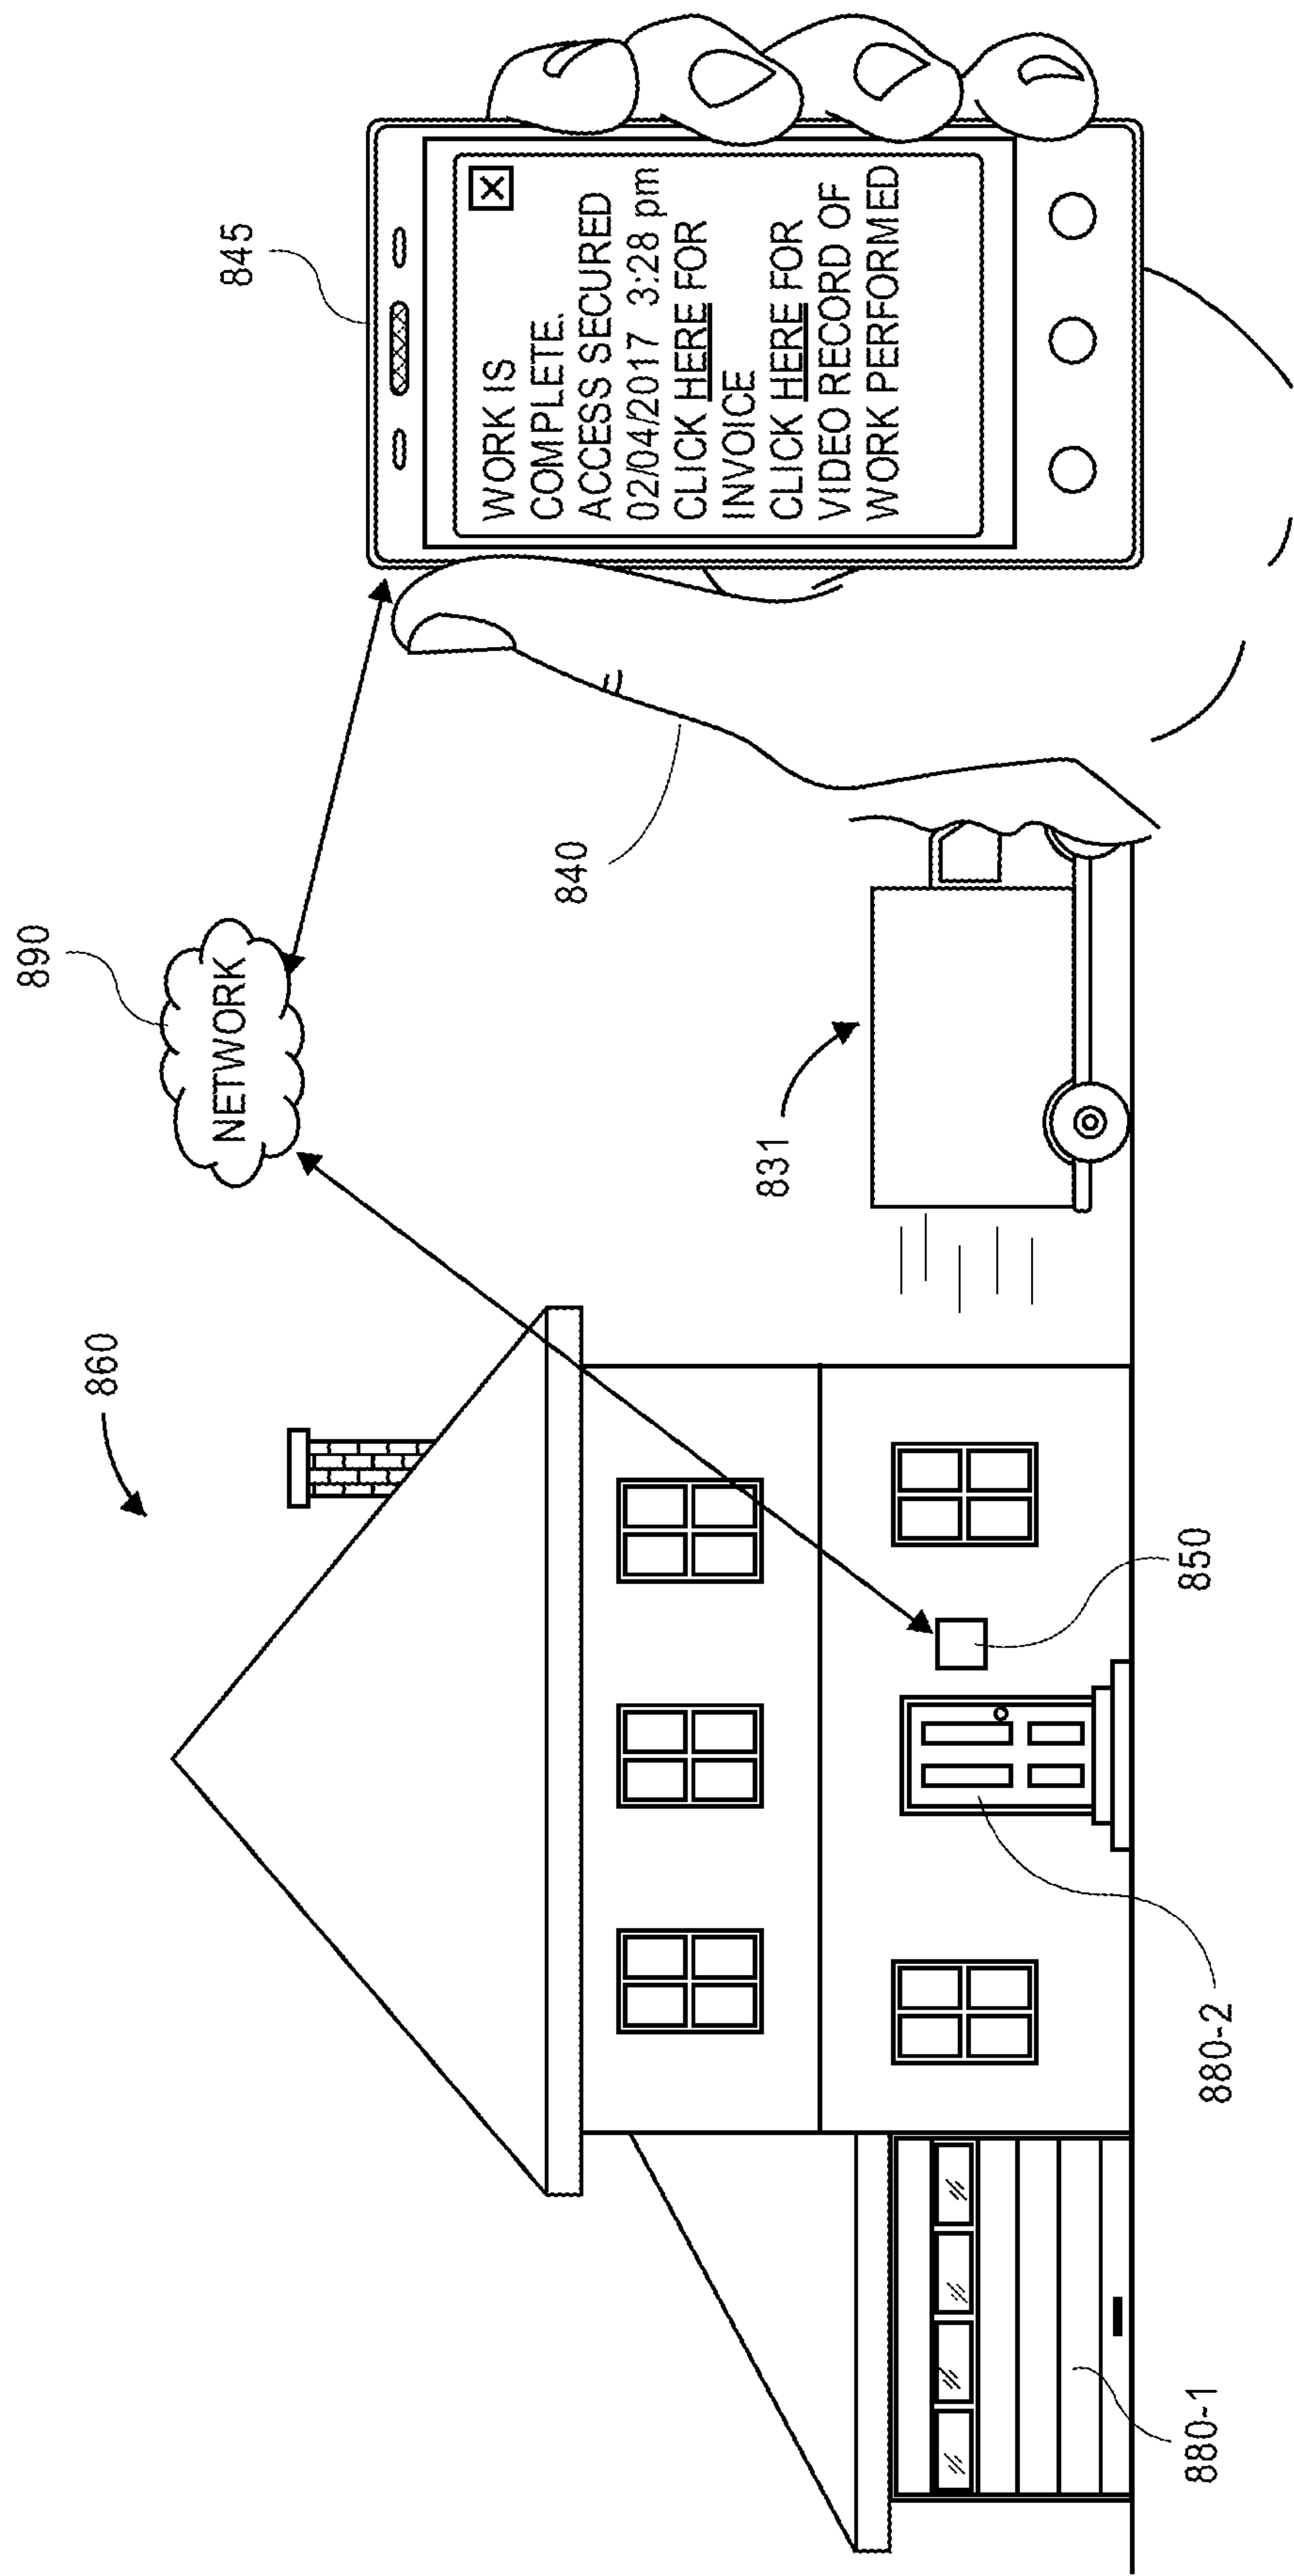 860
890
NETWORK
845
WORK IS
COMPLETE.
ACCESS SECURED
02/04/2017 3:28 pm
CLICK HERE FOR
INVOICE
CLICK HERE FOR
VIDEO RECORD OF
WORK PERFORMED
X
840
831
850
880-2
880-1